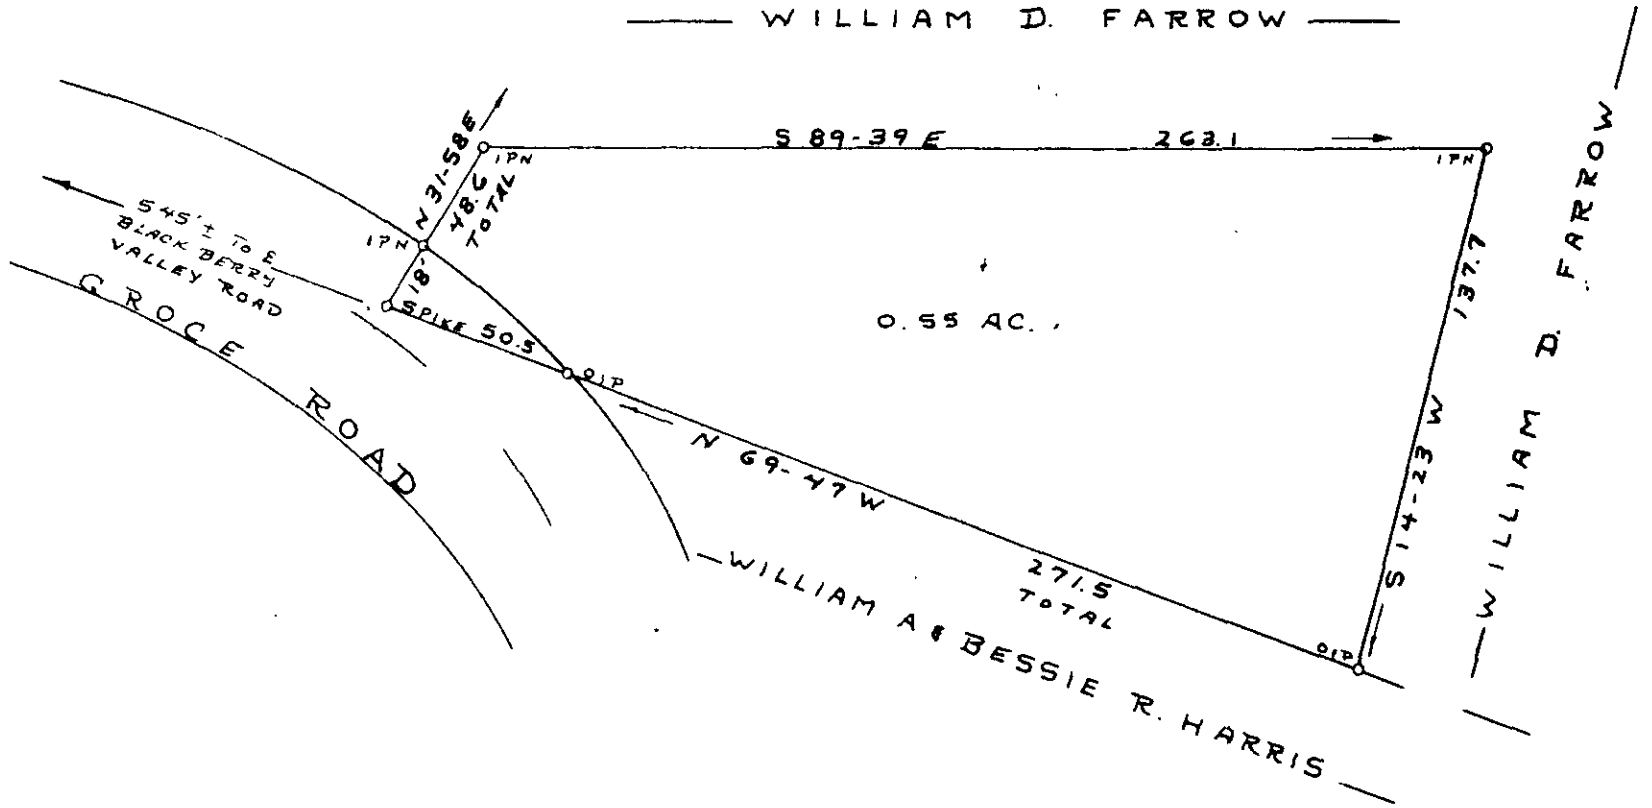 WILLIAM D. FARROW
S 89-39 E 263.1
N 31-58 E
48.6
TOTAL
IPN
IPN
IPN
18'
SPIKE 50.5
OIP
545'± TO
BLACK BERRY
VALLEY ROAD
GROCE ROAD
0.55 AC.
137.7
S 14-23 W
WILLIAM D. FARROW
N 69-47 W
271.5
TOTAL
OIP
WILLIAM A & BESSIE R. HARRIS